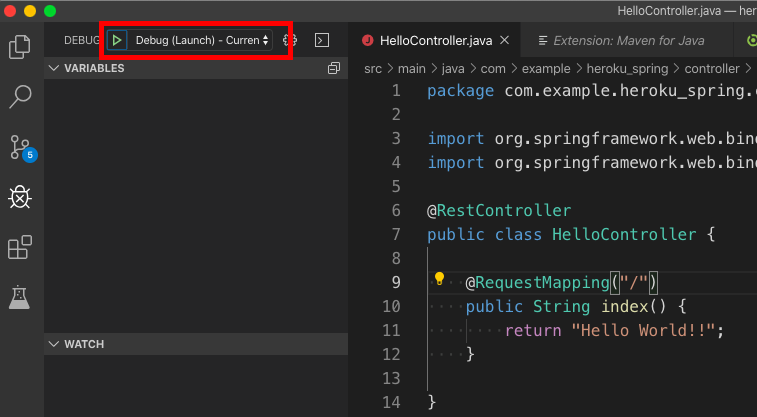 HelloController.java — her
DEBUG
Debug (Launch) - Curren
HelloController.java
Extension: Maven for Java
VARIABLES
src > main > java > com > example > heroku_spring > controller >
1 package com.example.heroku_spring.
2
3 import org.springframework.web.bind
4 import org.springframework.web.bind
5
5
6 @RestController
7 public class HelloController {
8
9 @RequestMapping("/")
10 public String index() {
11 return "Hello World!!";
12 }
13
14 }
WATCH